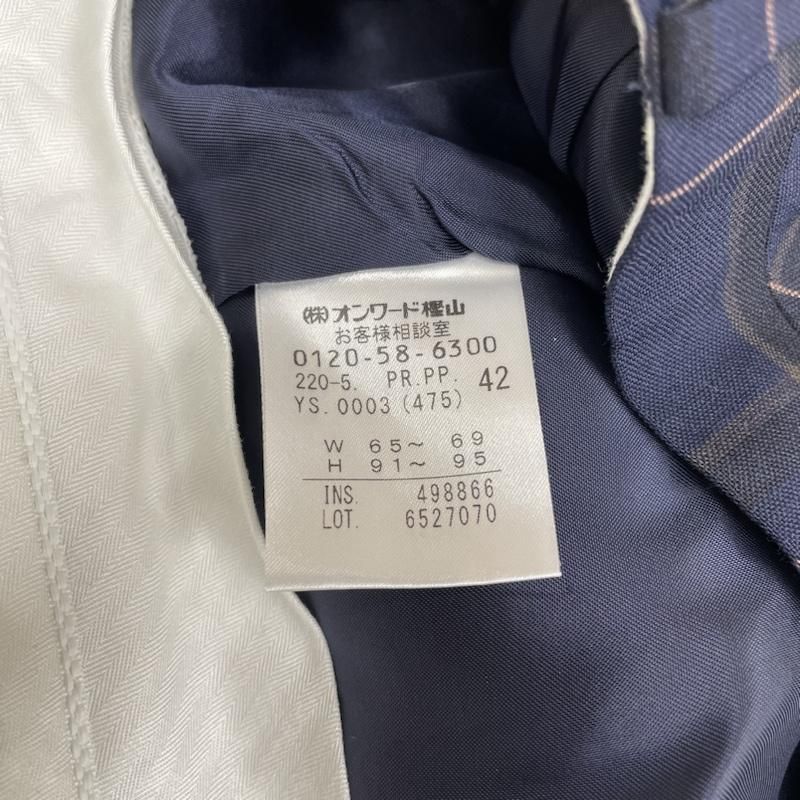 ㈱オンワード樫山
お客様相談室
0120-58-6300
220-5. PR.PP. 42
YS.0003(475)
W 65〜 69
H 91〜 95
INS. 498866
LOT. 6527070